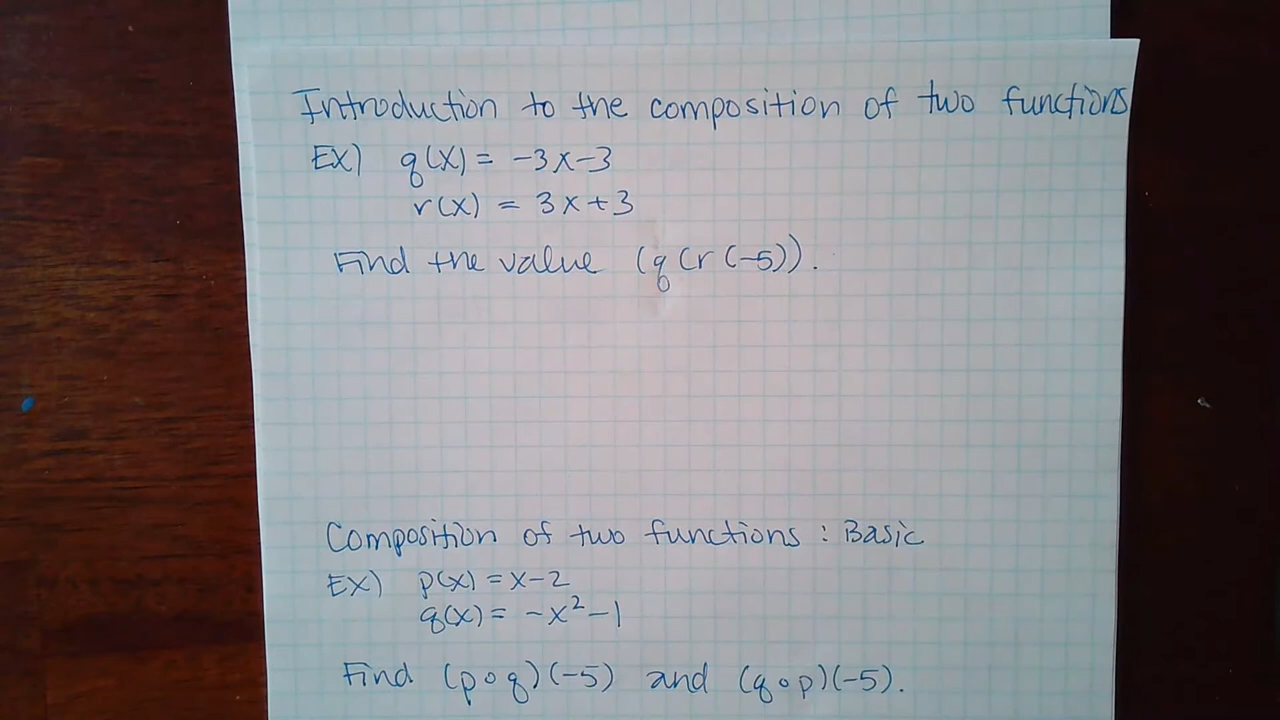 Introduction to the composition of two functions
EX) q(x) = -3x-3
r(x) = 3x+3
Find the value (q(r(-5)).
Composition of two functions : Basic
EX) p(x) = x-2
q(x) = -x²-1
Find (p∘q)(-5) and (q∘p)(-5).